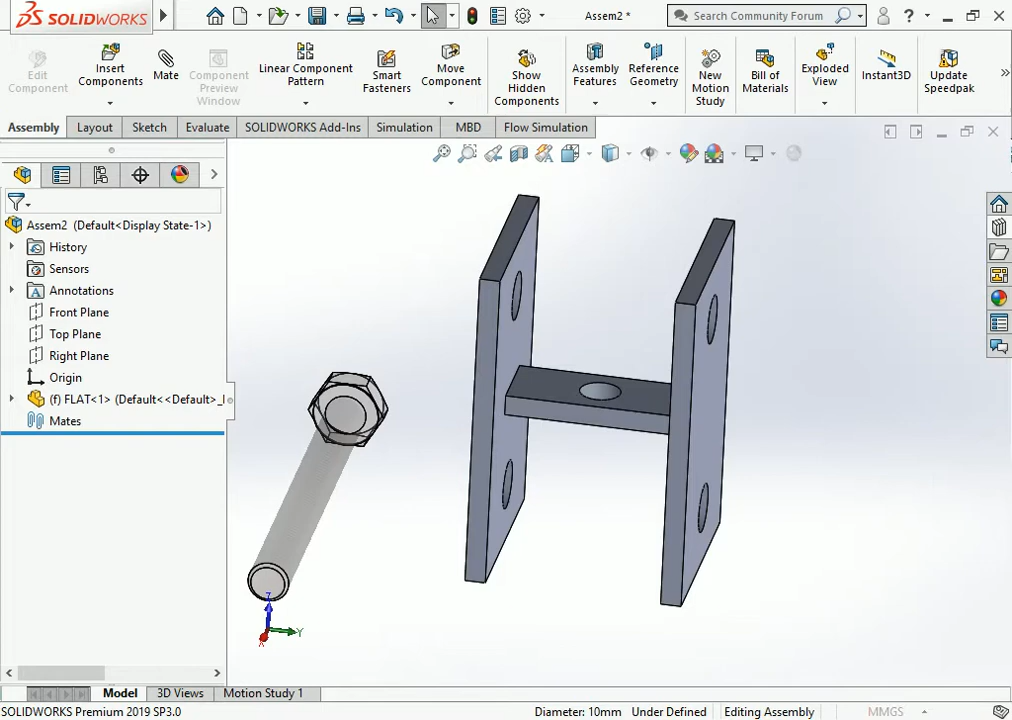 SOLIDWORKS
Assem2 *
Search Community Forum
?
Edit Component
Insert Components
Mate
Component Preview Window
Linear Component Pattern
Smart Fasteners
Move Component
Show Hidden Components
Assembly Features
Reference Geometry
New Motion Study
Bill of Materials
Exploded View
Instant3D
Update Speedpak
Assembly
Layout
Sketch
Evaluate
SOLIDWORKS Add-Ins
Simulation
MBD
Flow Simulation
Assem2 (Default<Display State-1>)
History
Sensors
Annotations
Front Plane
Top Plane
Right Plane
Origin
(f) FLAT<1> (Default<<Default>_
Mates
Z
Y
X
Model
3D Views
Motion Study 1
SOLIDWORKS Premium 2019 SP3.0
Diameter: 10mm
Under Defined
Editing Assembly
MMGS